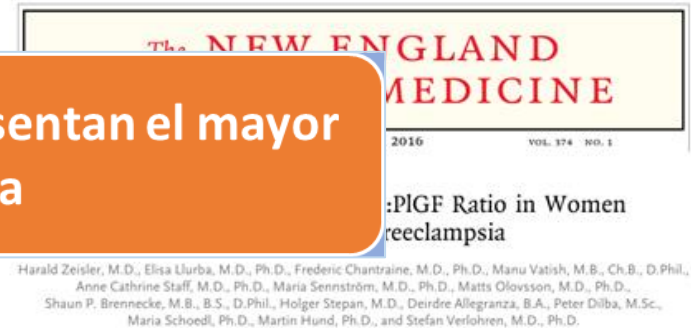 The NEW ENGLAND
MEDICINE
sentan el mayor
a
2016 VOL. 374 NO. 1
:PlGF Ratio in Women
reeclampsia
Harald Zeisler, M.D., Elisa Llurba, M.D., Ph.D., Frederic Chantraine, M.D., Ph.D., Manu Vatish, M.B., Ch.B., D.Phil.,
Anne Cathrine Staff, M.D., Ph.D., Maria Sennström, M.D., Ph.D., Matts Olovsson, M.D., Ph.D.,
Shaun P. Brennecke, M.B., B.S., D.Phil., Holger Stepan, M.D., Deirdre Allegranza, B.A., Peter Dilba, M.Sc.,
Maria Schoedl, Ph.D., Martin Hund, Ph.D., and Stefan Verlohren, M.D., Ph.D.